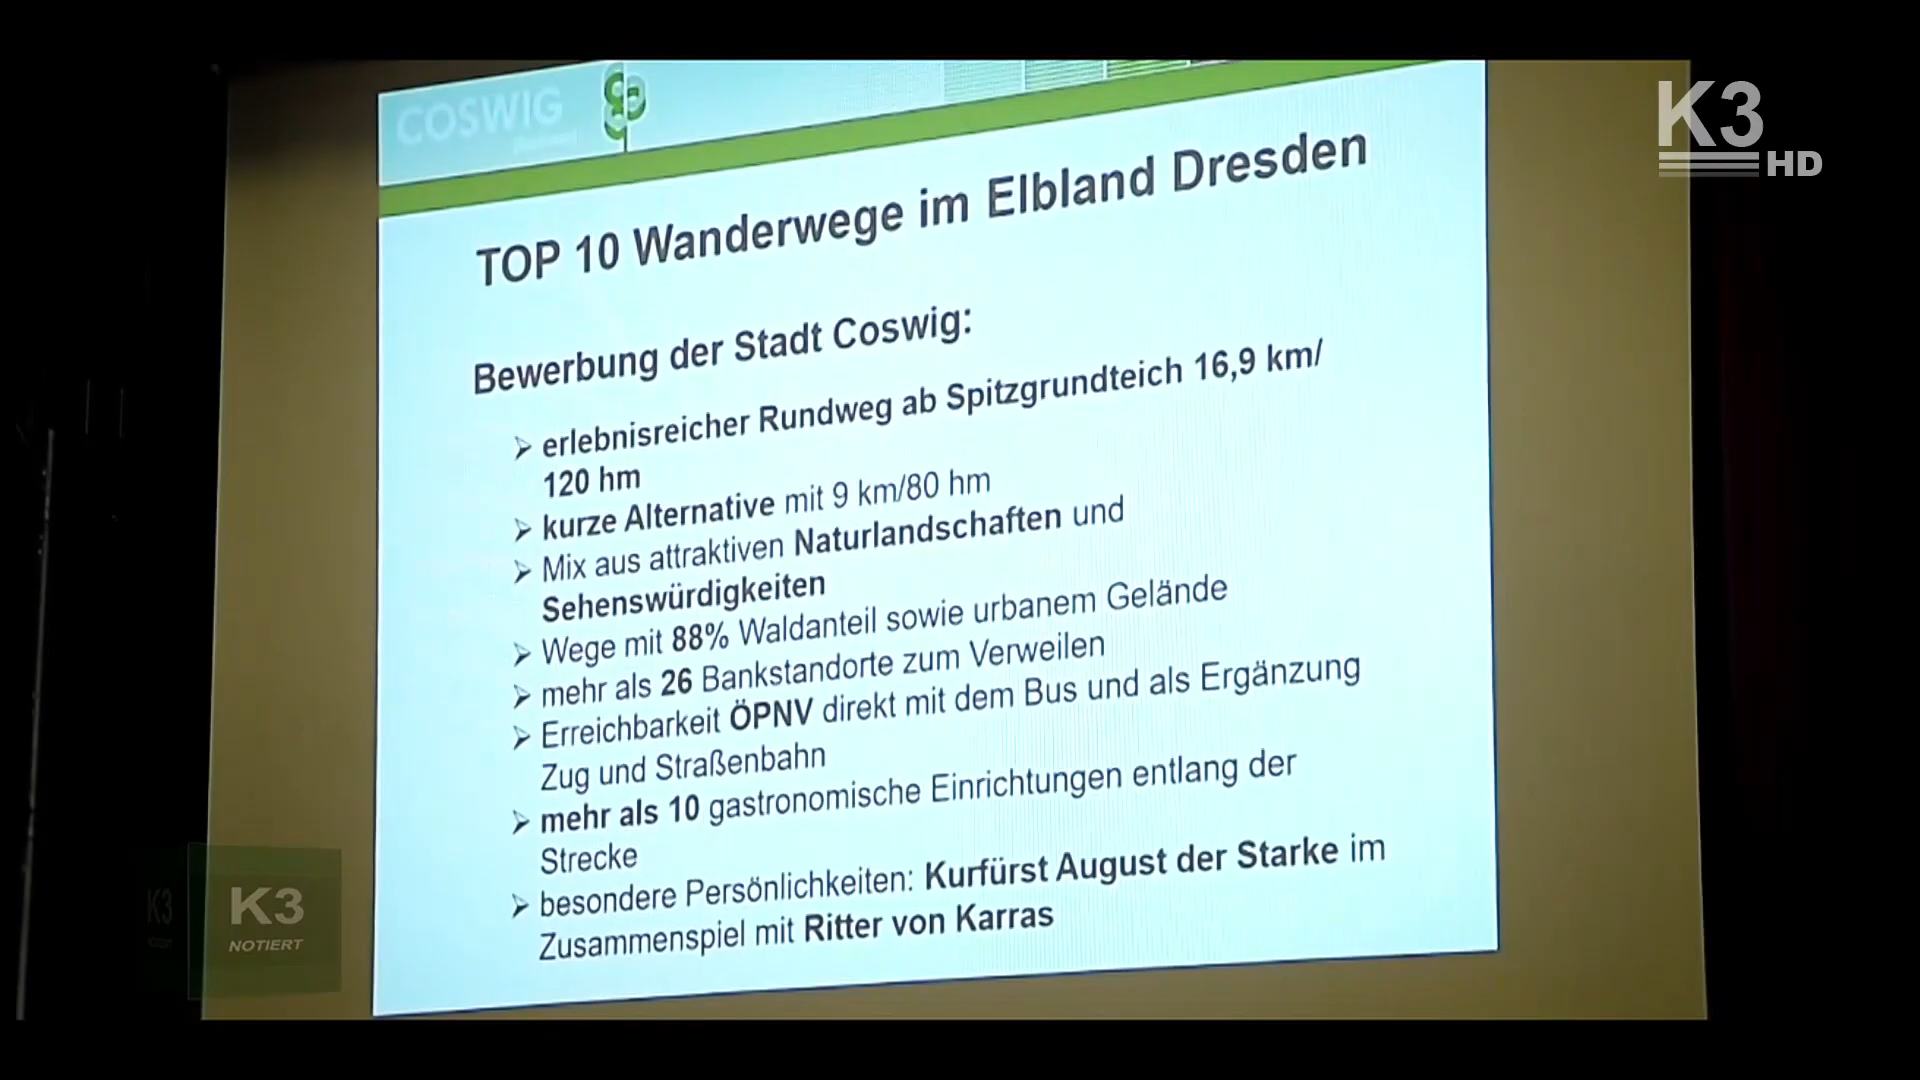 COSWIG
K3
HD
TOP 10 Wanderwege im Elbland Dresden
Bewerbung der Stadt Coswig:
➢ erlebnisreicher Rundweg ab Spitzgrundteich 16,9 km/
120 hm
➢ kurze Alternative mit 9 km/80 hm
➢ Mix aus attraktiven Naturlandschaften und
Sehenswürdigkeiten
➢ Wege mit 88% Waldanteil sowie urbanem Gelände
➢ mehr als 26 Bankstandorte zum Verweilen
➢ Erreichbarkeit ÖPNV direkt mit dem Bus und als Ergänzung
Zug und Straßenbahn
➢ mehr als 10 gastronomische Einrichtungen entlang der
Strecke
➢ besondere Persönlichkeiten: Kurfürst August der Starke im
Zusammenspiel mit Ritter von Karras
K3
K3
NOTIERT